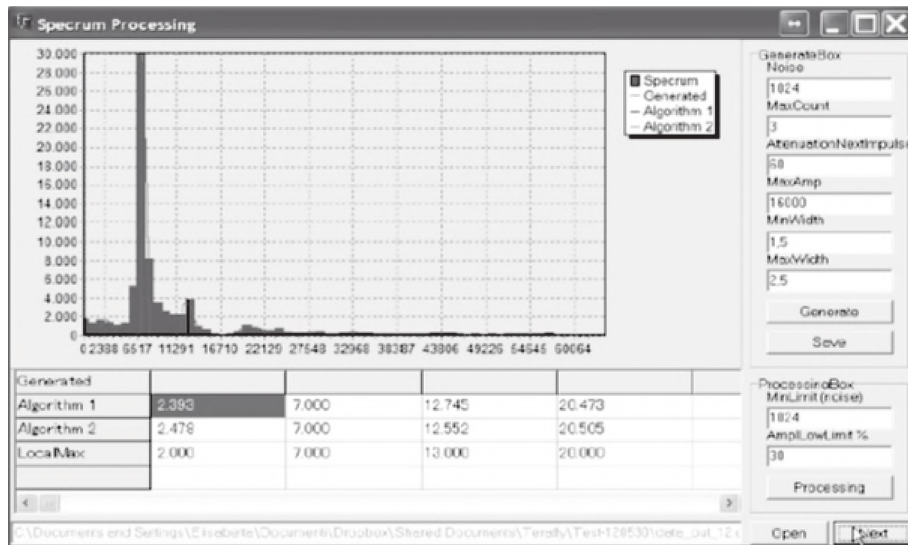 Specrum Processing
30.000
28.000
26.000
24.000
22.000
20.000
18.000
16.000
14.000
12.000
10.000
8.000
6.000
4.000
2.000
0
0 2388 6517 11291 16710 22129 27548 32968 38387 43806 49226 54645 60064
Specrum
Generated
Algorithm 1
Algorithm 2
GenerateBox
Noise
1024
MaxCount
3
AttenuationNextImpulse
60
MaxAmp
16000
MinWidth
1,5
MaxWidth
2,5
Generate
Save
Generated
Algorithm 1 2.393 7.000 12.745 20.473
Algorithm 2 2.478 7.000 12.552 20.505
LocalMax 2.000 7.000 13.000 20.000
ProcessingBox
MinLimit (noise)
1024
AmplLowLimit %
30
Processing
C:\Documents and Settings\Elisabetta\Documenti\Dropbox\Shared Documents\
Open Next